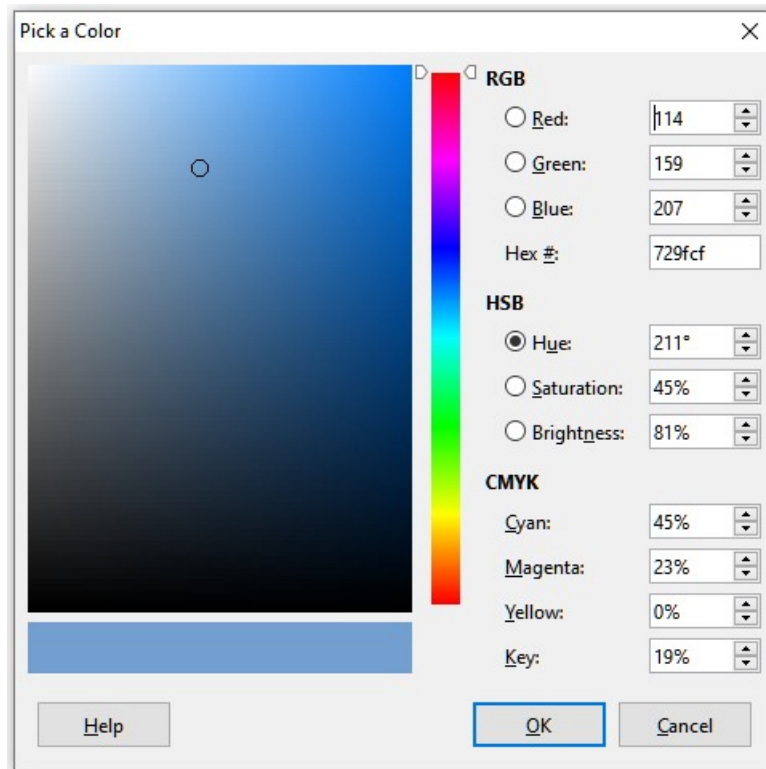 Pick a Color
RGB
Red: 114
Green: 159
Blue: 207
Hex #: 729fcf
HSB
Hue: 211°
Saturation: 45%
Brightness: 81%
CMYK
Cyan: 45%
Magenta: 23%
Yellow: 0%
Key: 19%
Help OK Cancel